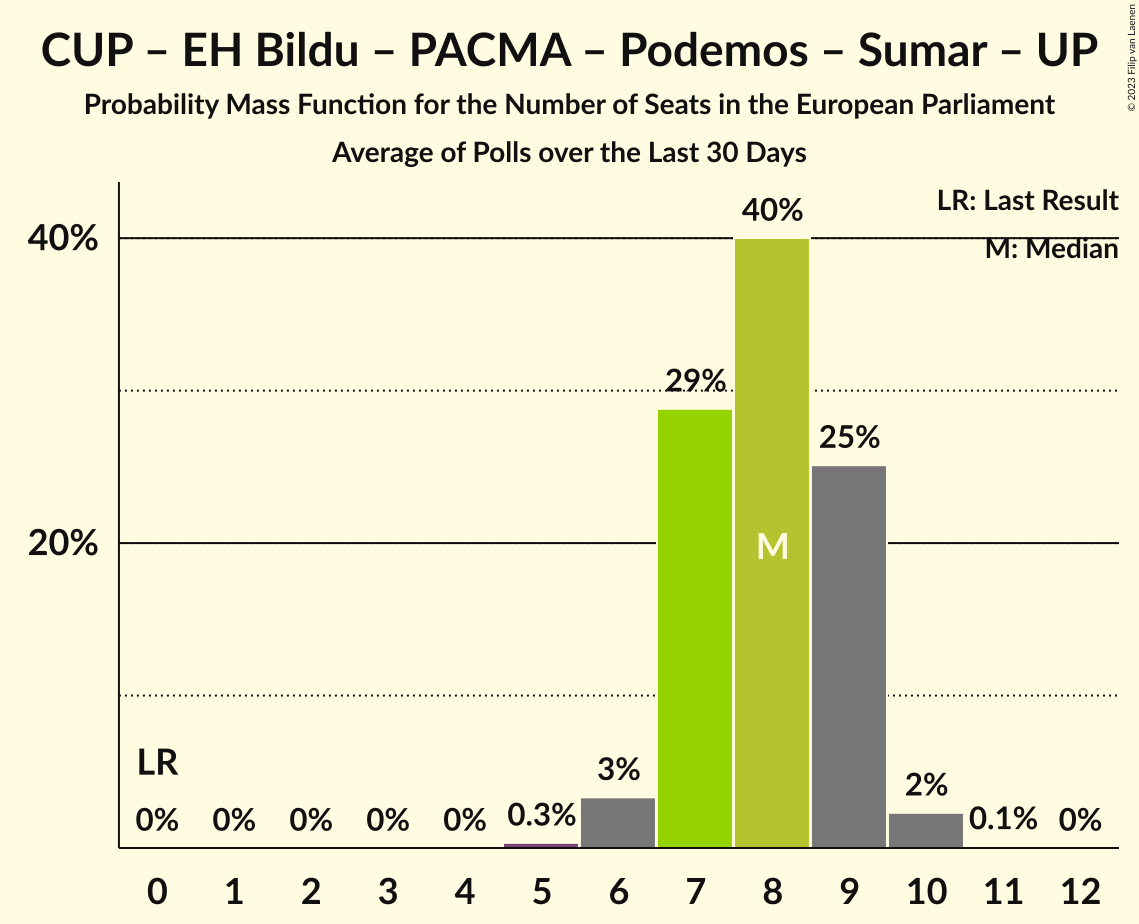 CUP – EH Bildu – PACMA – Podemos – Sumar – UP
Probability Mass Function for the Number of Seats in the European Parliament
Average of Polls over the Last 30 Days
© 2023 Filip van Laenen
LR: Last Result
M: Median
40%
20%
LR
0%
0%
0%
0%
0%
0.3%
3%
29%
40%
M
25%
2%
0.1%
0%
0 1 2 3 4 5 6 7 8 9 10 11 12